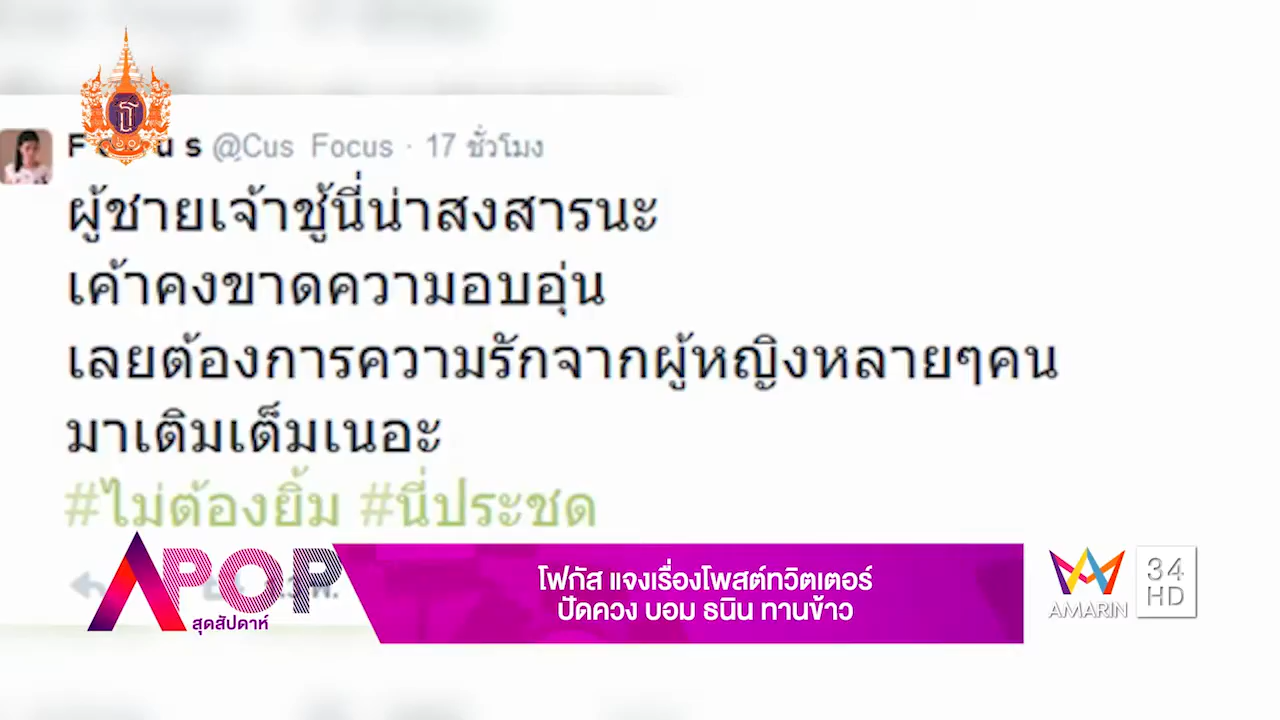 @Cus Focus · 17 ชั่วโมง
ผู้ชายเจ้าชู้นี่น่าสงสารนะ
เค้าคงขาดความอบอุ่น
เลยต้องการความรักจากผู้หญิงหลายๆคน
มาเติมเต็มเนอะ
#ไม่ต้องยิ้ม #นี่ประชด
APOP
สุดสัปดาห์
โฟกัส แจงเรื่องโพสต์ทวิตเตอร์
ปัดควง บอม ธนิน ทานข้าว
AMARIN
34
HD